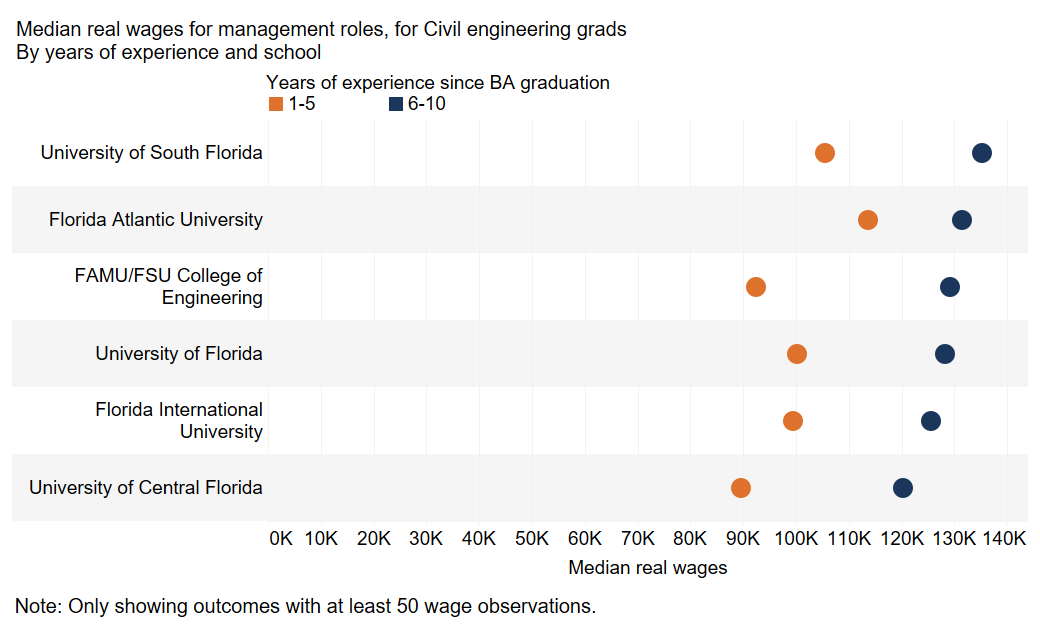 Median real wages for management roles, for Civil engineering grads
By years of experience and school
Years of experience since BA graduation
1-5 6-10
University of South Florida
Florida Atlantic University
FAMU/FSU College of
Engineering
University of Florida
Florida International
University
University of Central Florida
0K 10K 20K 30K 40K 50K 60K 70K 80K 90K 100K 110K 120K 130K 140K
Median real wages
Note: Only showing outcomes with at least 50 wage observations.